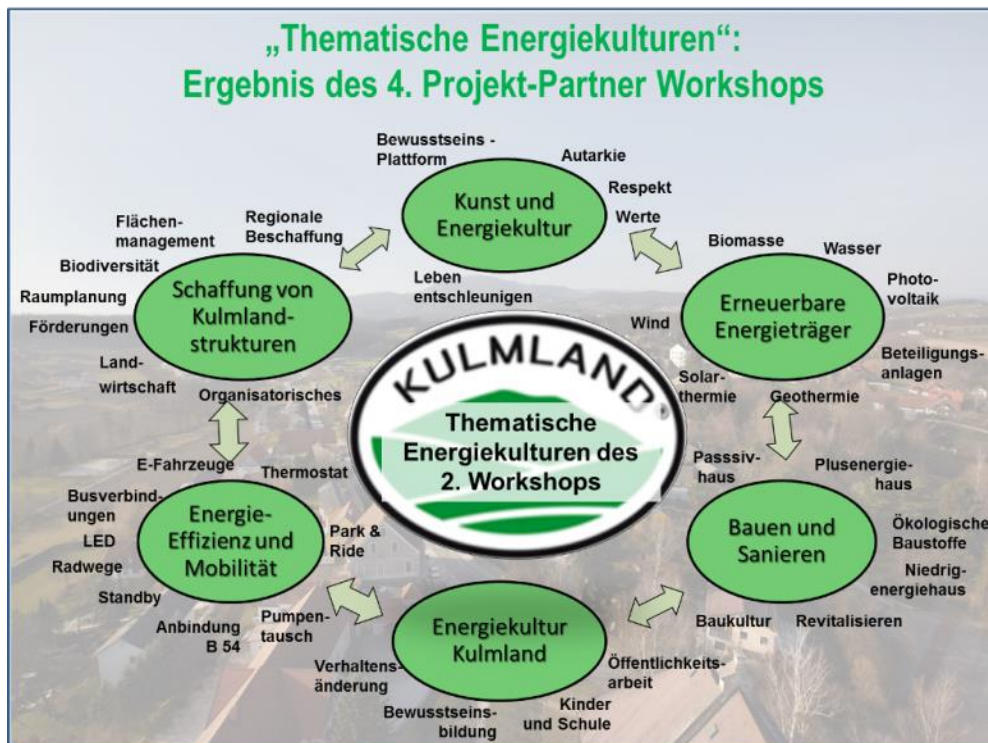 „Thematische Energiekulturen“:
Ergebnis des 4. Projekt-Partner Workshops
Bewusstseins -
Plattform
Autarkie
Respekt
Werte
Kunst und
Energiekultur
Leben
entschleunigen
Flächen-
management
Regionale
Beschaffung
Biodiversität
Raumplanung
Förderungen
Land-
wirtschaft
Organisatorisches
Schaffung von
Kulmland-
strukturen
Biomasse
Wasser
Photo-
voltaik
Wind
Erneuerbare
Energieträger
Beteiligungs-
anlagen
Solar-
thermie
Geothermie
KULMLAND
®
Thematische
Energiekulturen des
2. Workshops
E-Fahrzeuge
Thermostat
Busverbind-
ungen
LED
Radwege
Standby
Energie-
Effizienz und
Mobilität
Park &
Ride
Anbindung
B 54
Pumpen-
tausch
Passsiv-
haus
Plusenergie-
haus
Bauen und
Sanieren
Ökologische
Baustoffe
Niedrig-
energiehaus
Baukultur
Revitalisieren
Energiekultur
Kulmland
Verhaltens-
änderung
Bewusstseins-
bildung
Kinder
und Schule
Öffentlichkeits-
arbeit